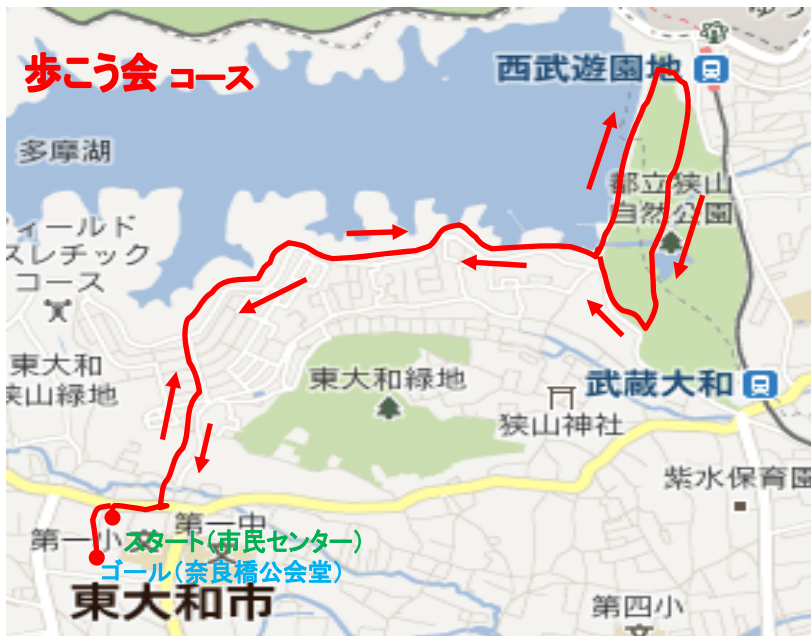 歩こう会 コース
西武遊園地
多摩湖
都立狭山
自然公園
ィールド
スレチック
コース
東大和
狭山緑地
東大和緑地
武蔵大和
狭山神社
紫水保育園
第一小
第一中
スタート(市民センター)
ゴール(奈良橋公会堂)
東大和市
第四小